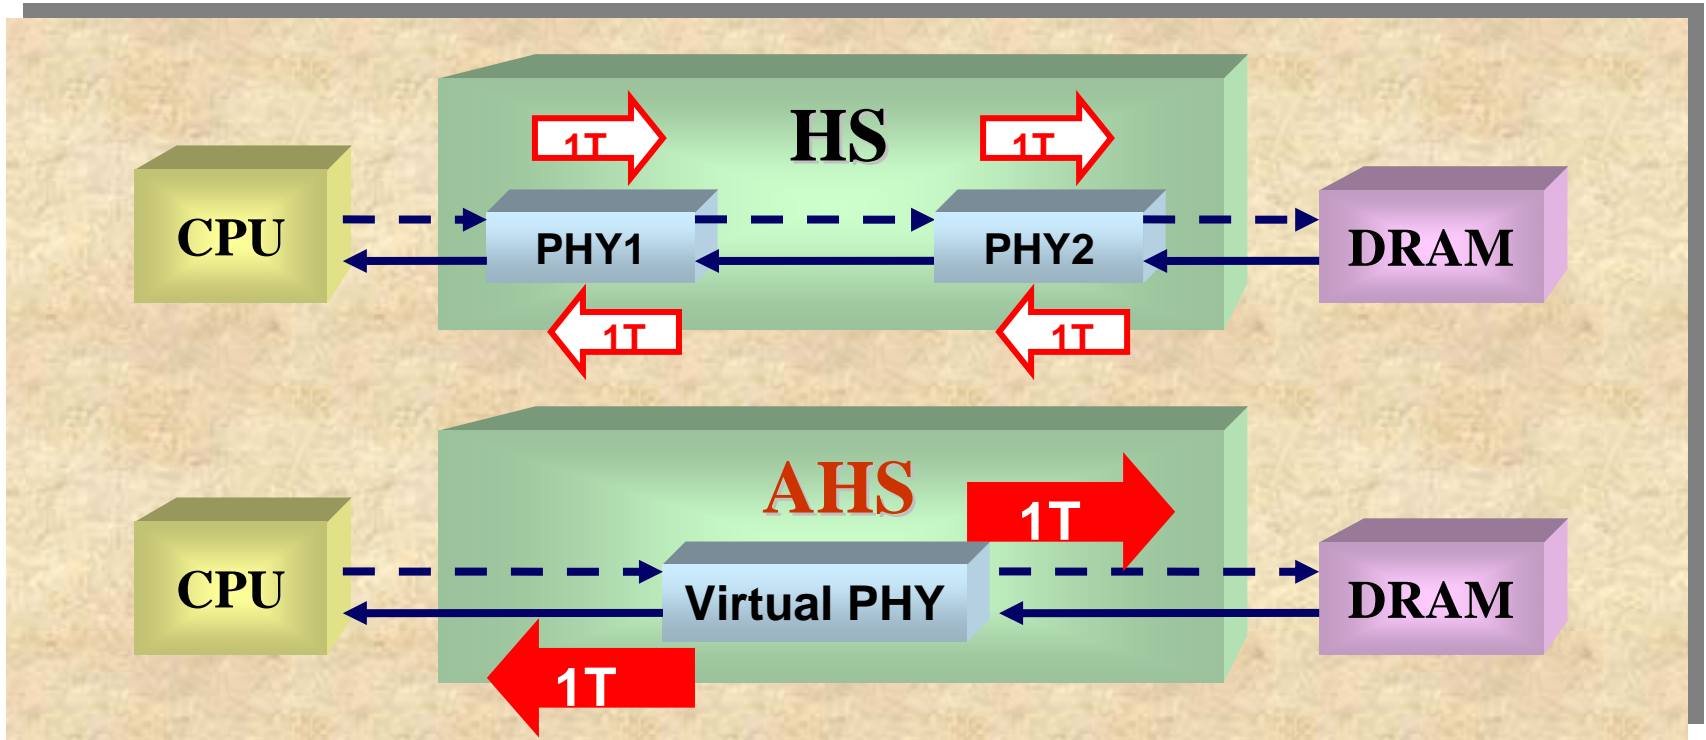 HS
1T
1T
CPU
PHY1
PHY2
DRAM
1T
1T
AHS
1T
CPU
Virtual PHY
DRAM
1T